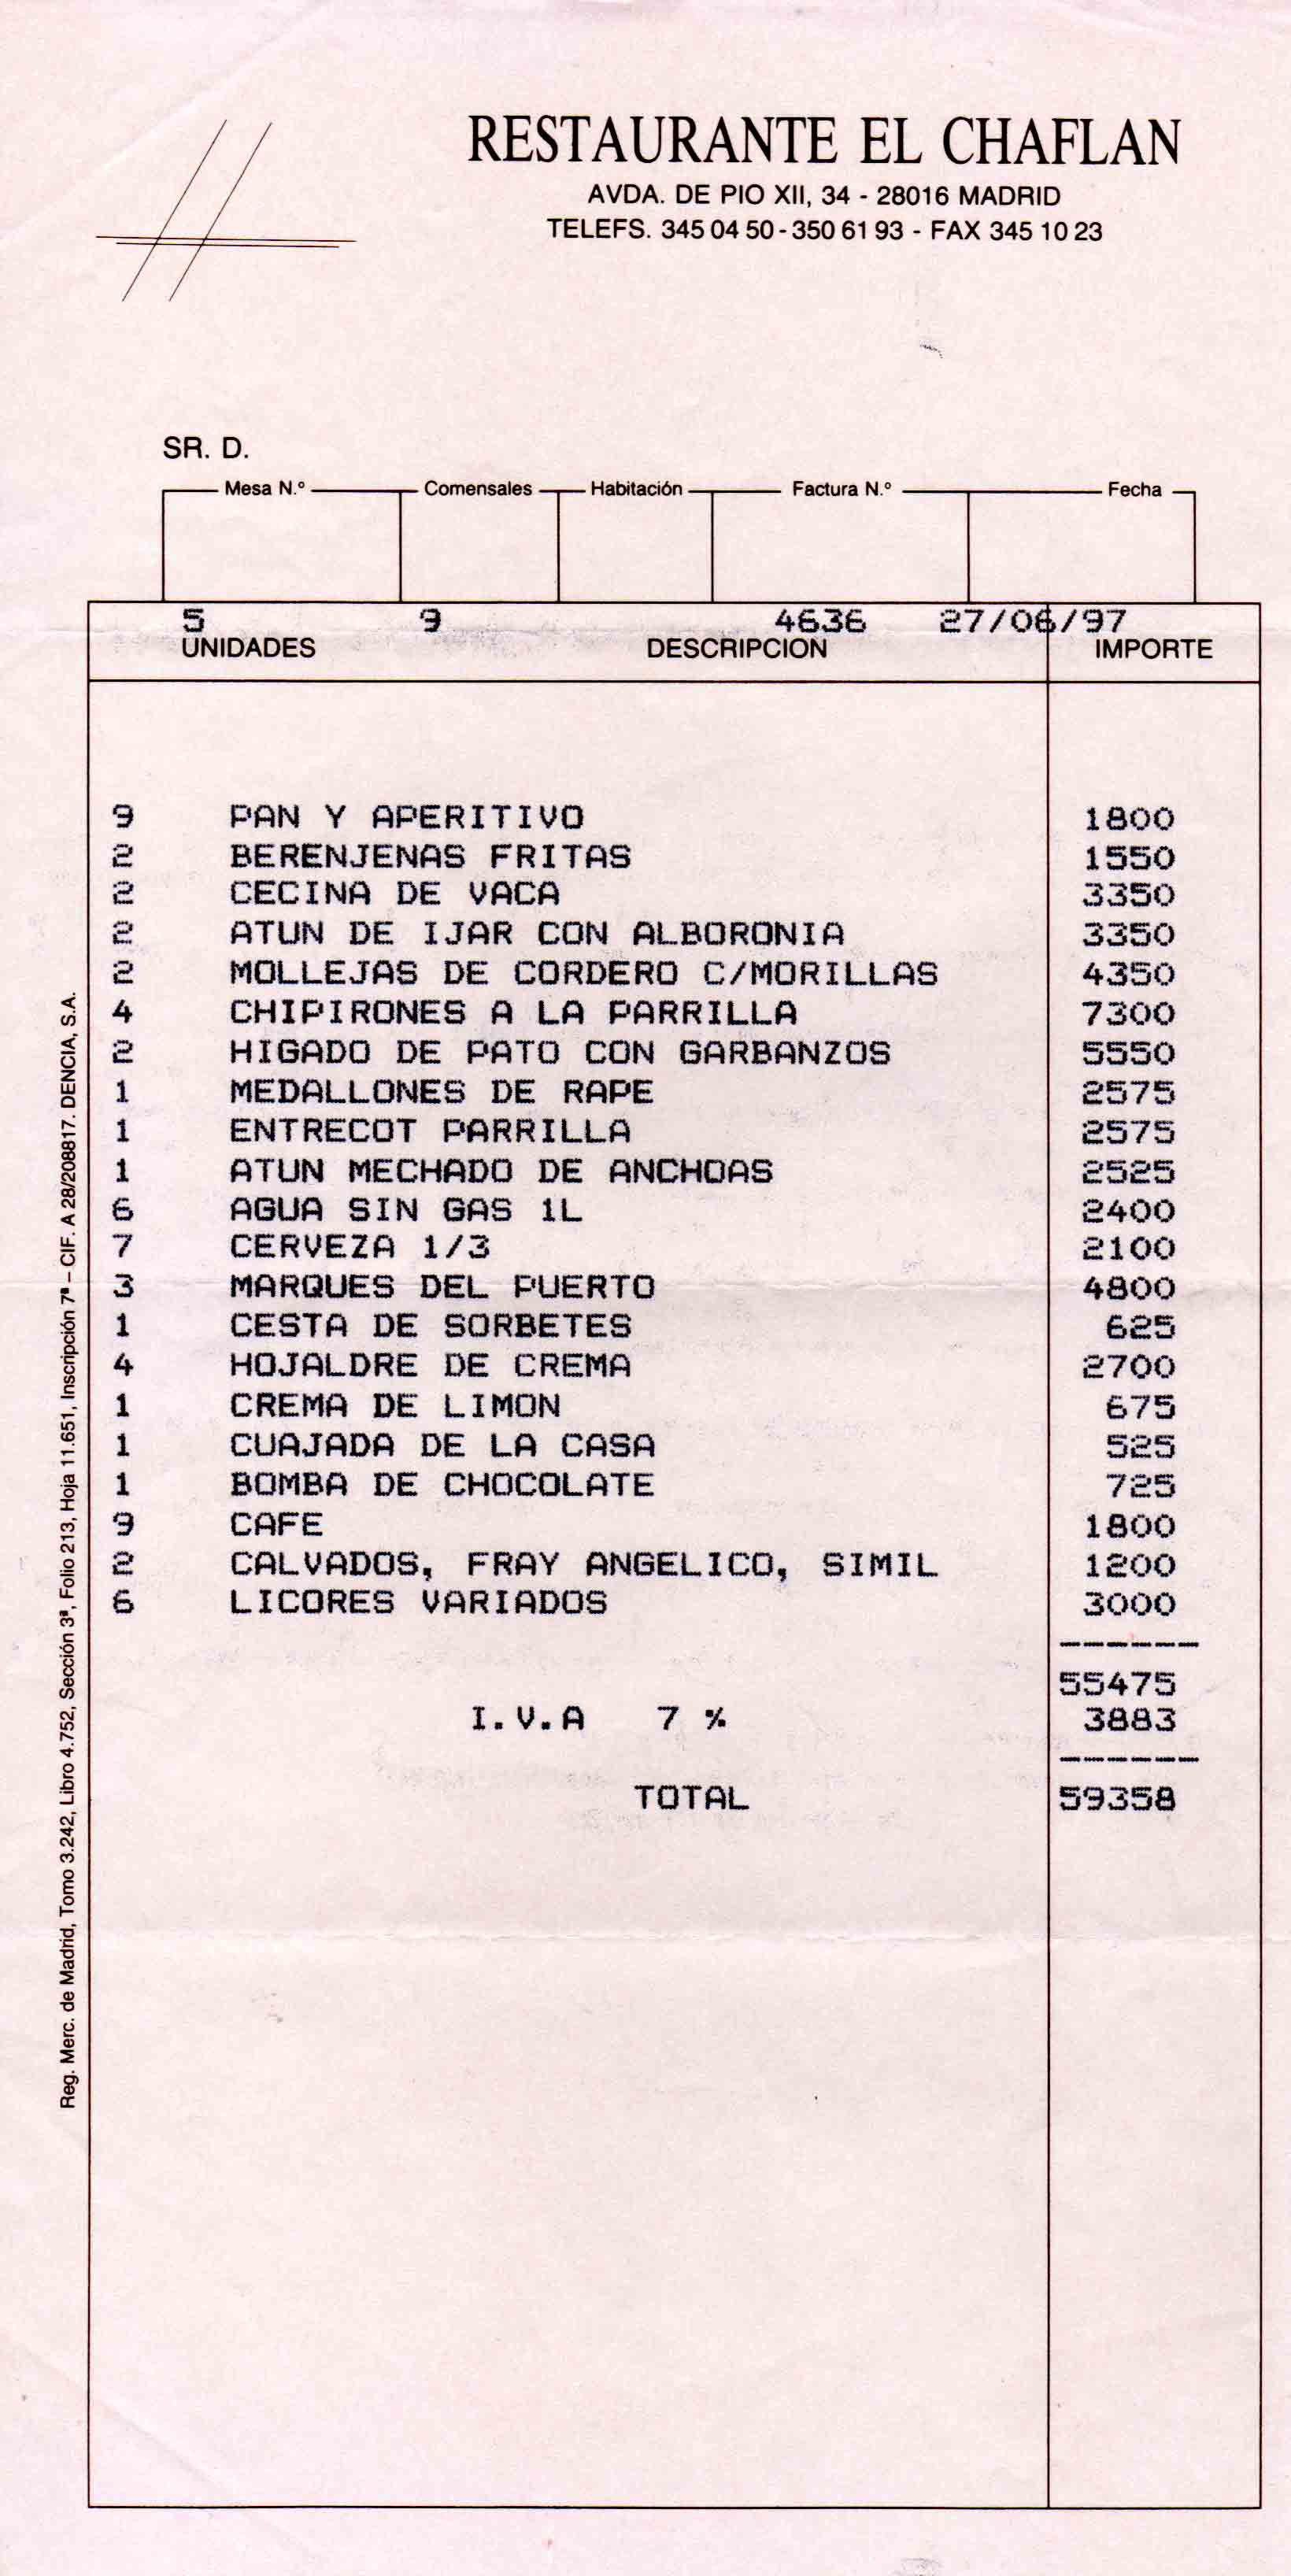 RESTAURANTE EL CHAFLAN
AVDA. DE PIO XII, 34 - 28016 MADRID
TELEFS. 345 04 50 - 350 61 93 - FAX 345 10 23
SR. D.
Mesa N.º Comensales Habitación Factura N.º Fecha
5 9 4636 27/06/97
UNIDADES DESCRIPCION IMPORTE
9 PAN Y APERITIVO 1800
2 BERENJENAS FRITAS 1550
2 CECINA DE VACA 3350
2 ATUN DE IJAR CON ALBORONIA 3350
2 MOLLEJAS DE CORDERO C/MORILLAS 4350
4 CHIPIRONES A LA PARRILLA 7300
2 HIGADO DE PATO CON GARBANZOS 5550
1 MEDALLONES DE RAPE 2575
1 ENTRECOT PARRILLA 2575
1 ATUN MECHADO DE ANCHOAS 2525
6 AGUA SIN GAS 1L 2400
7 CERVEZA 1/3 2100
3 MARQUES DEL PUERTO 4800
1 CESTA DE SORBETES 625
4 HOJALDRE DE CREMA 2700
1 CREMA DE LIMON 675
1 CUAJADA DE LA CASA 525
1 BOMBA DE CHOCOLATE 725
9 CAFE 1800
2 CALVADOS, FRAY ANGELICO, SIMIL 1200
6 LICORES VARIADOS 3000
------
55475
I.V.A 7 % 3883
------
TOTAL 59358
Reg. Merc. de Madrid, Tomo 3.242, Libro 4.752, Sección 3ª, Folio 213, Hoja 11.651, Inscripción 7ª – CIF. A 28/208817. DENCIA, S.A.